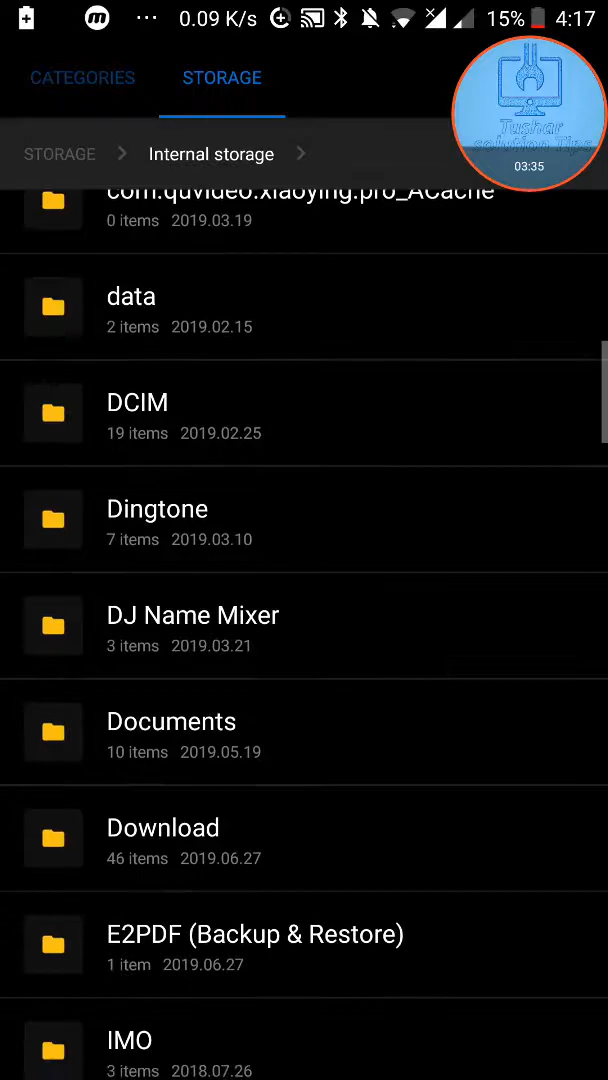 0.09 K/s 15% 4:17
CATEGORIES STORAGE
Tushar
solution Tips
03:35
STORAGE Internal storage
com.quvideo.xiaoying.pro_ACache
0 items 2019.03.19
data
2 items 2019.02.15
DCIM
19 items 2019.02.25
Dingtone
7 items 2019.03.10
DJ Name Mixer
3 items 2019.03.21
Documents
10 items 2019.05.19
Download
46 items 2019.06.27
E2PDF (Backup & Restore)
1 item 2019.06.27
IMO
3 items 2018.07.26